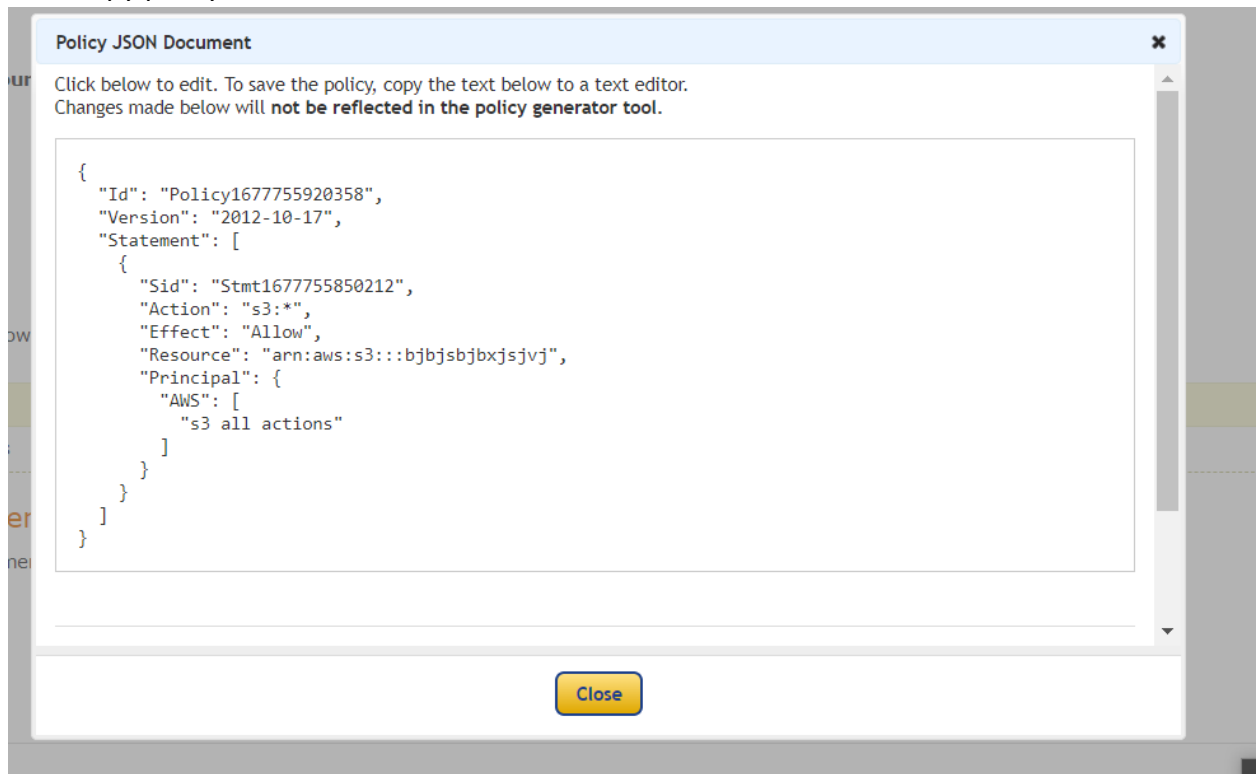 Policy JSON Document
Click below to edit. To save the policy, copy the text below to a text editor.
Changes made below will not be reflected in the policy generator tool.
{
"Id": "Policy1677755920358",
"Version": "2012-10-17",
"Statement": [
{
"Sid": "Stmt1677755850212",
"Action": "s3:*",
"Effect": "Allow",
"Resource": "arn:aws:s3:::bjbjsbjbxjsjvj",
"Principal": {
"AWS": [
"s3 all actions"
]
}
}
]
}
Close